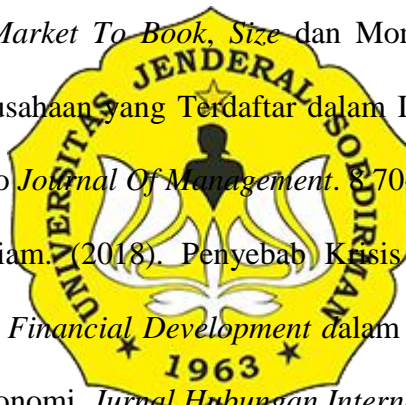 Market To Book, Size dan Mo
usahaan yang Terdaftar dalam I
o Journal Of Management. 8 70
iam. (2018). Penyebab Krisis
Financial Development dalam
1963
onomi. Jurnal Hubungan Intern
UNIVERSITAS JENDERAL SOEDIRMAN